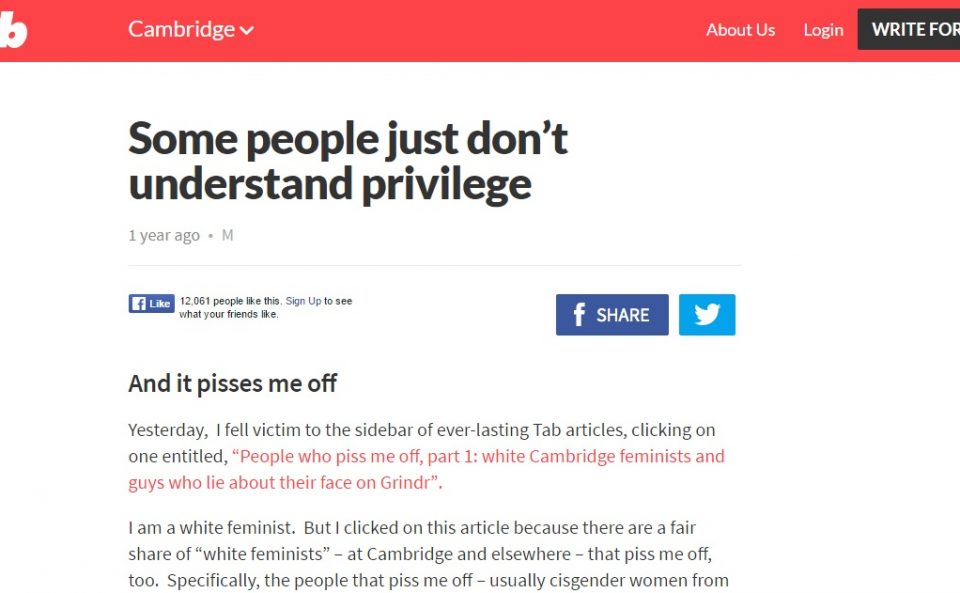 b
Cambridge
About Us
Login
WRITE FOR
Some people just don’t
understand privilege
1 year ago • M
Like
12,061 people like this. Sign Up to see
what your friends like.
f SHARE
And it pisses me off
Yesterday,  I fell victim to the sidebar of ever-lasting Tab articles, clicking on
one entitled, “People who piss me off, part 1: white Cambridge feminists and
guys who lie about their face on Grindr”.
I am a white feminist.  But I clicked on this article because there are a fair
share of “white feminists” – at Cambridge and elsewhere – that piss me off,
too.  Specifically, the people that piss me off – usually cisgender women from